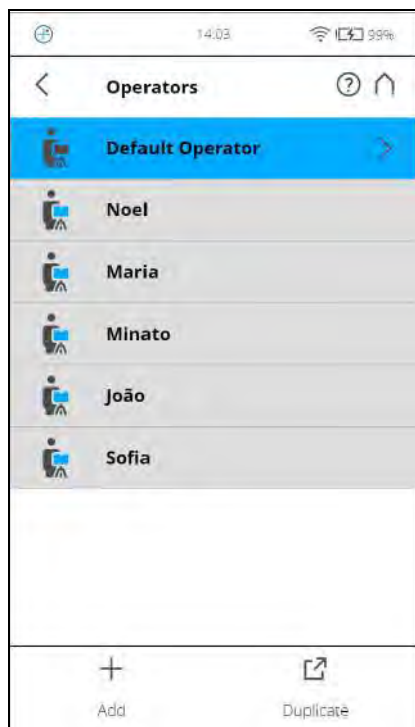 14:03 99%
Operators
Default Operator
Noel
Maria
Minato
João
Sofia
Add Duplicate